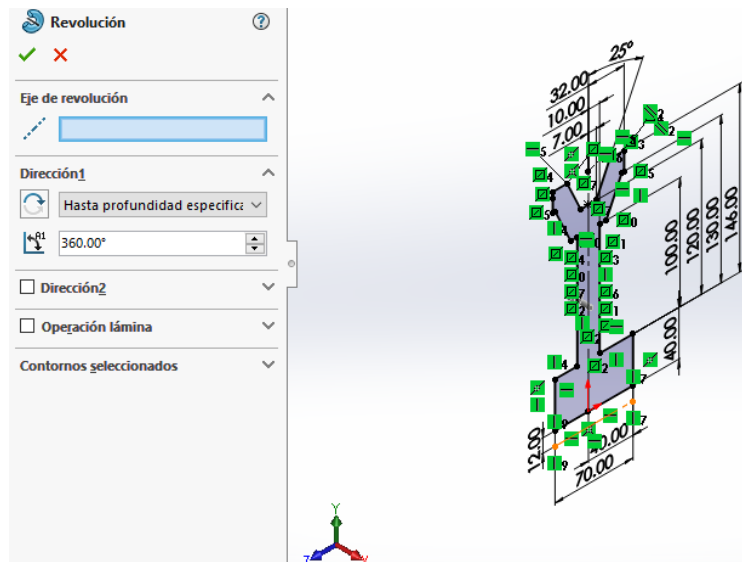 Revolución
Eje de revolución
Dirección1
Hasta profundidad especifica
360.00°
Dirección2
Operación lámina
Contornos seleccionados
25°
32.00
10.00
7.00
100.00
120.00
130.00
146.00
40.00
12.00
40.00
70.00
Y